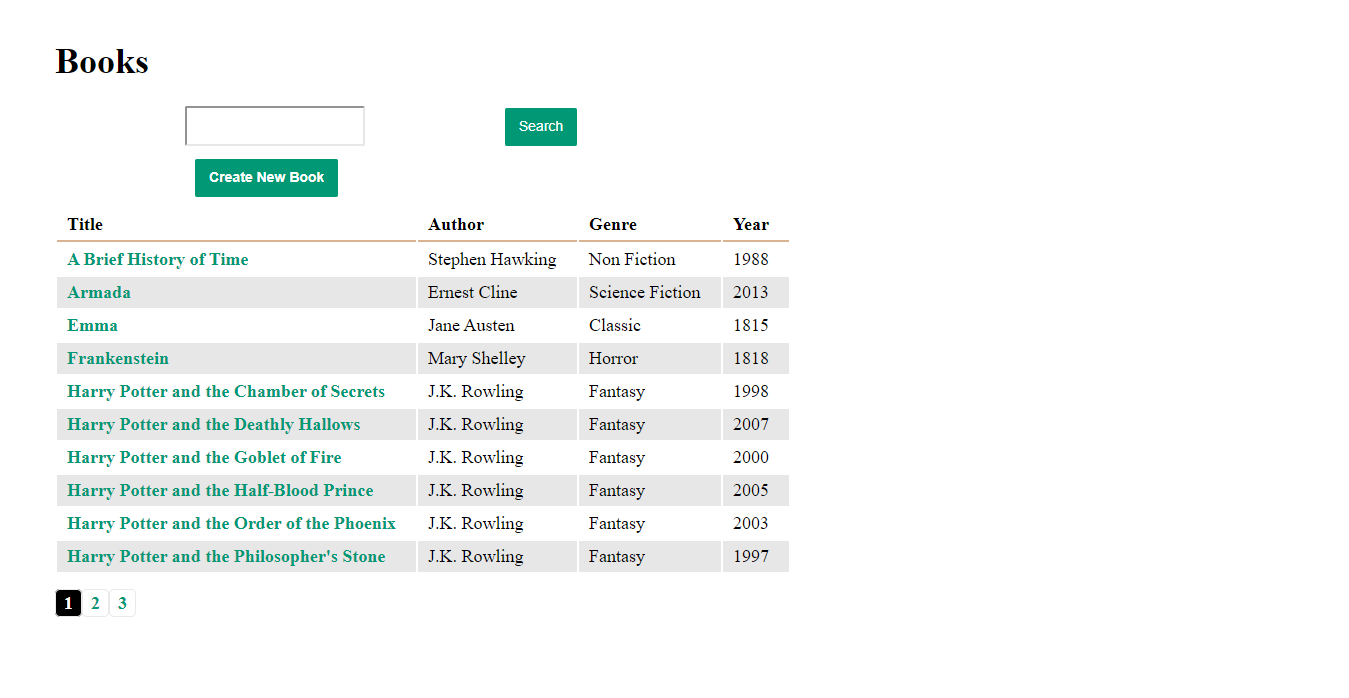 Books
Search
Create New Book
Title Author Genre Year
A Brief History of Time Stephen Hawking Non Fiction 1988
Armada Ernest Cline Science Fiction 2013
Emma Jane Austen Classic 1815
Frankenstein Mary Shelley Horror 1818
Harry Potter and the Chamber of Secrets J.K. Rowling Fantasy 1998
Harry Potter and the Deathly Hallows J.K. Rowling Fantasy 2007
Harry Potter and the Goblet of Fire J.K. Rowling Fantasy 2000
Harry Potter and the Half-Blood Prince J.K. Rowling Fantasy 2005
Harry Potter and the Order of the Phoenix J.K. Rowling Fantasy 2003
Harry Potter and the Philosopher's Stone J.K. Rowling Fantasy 1997
1 2 3